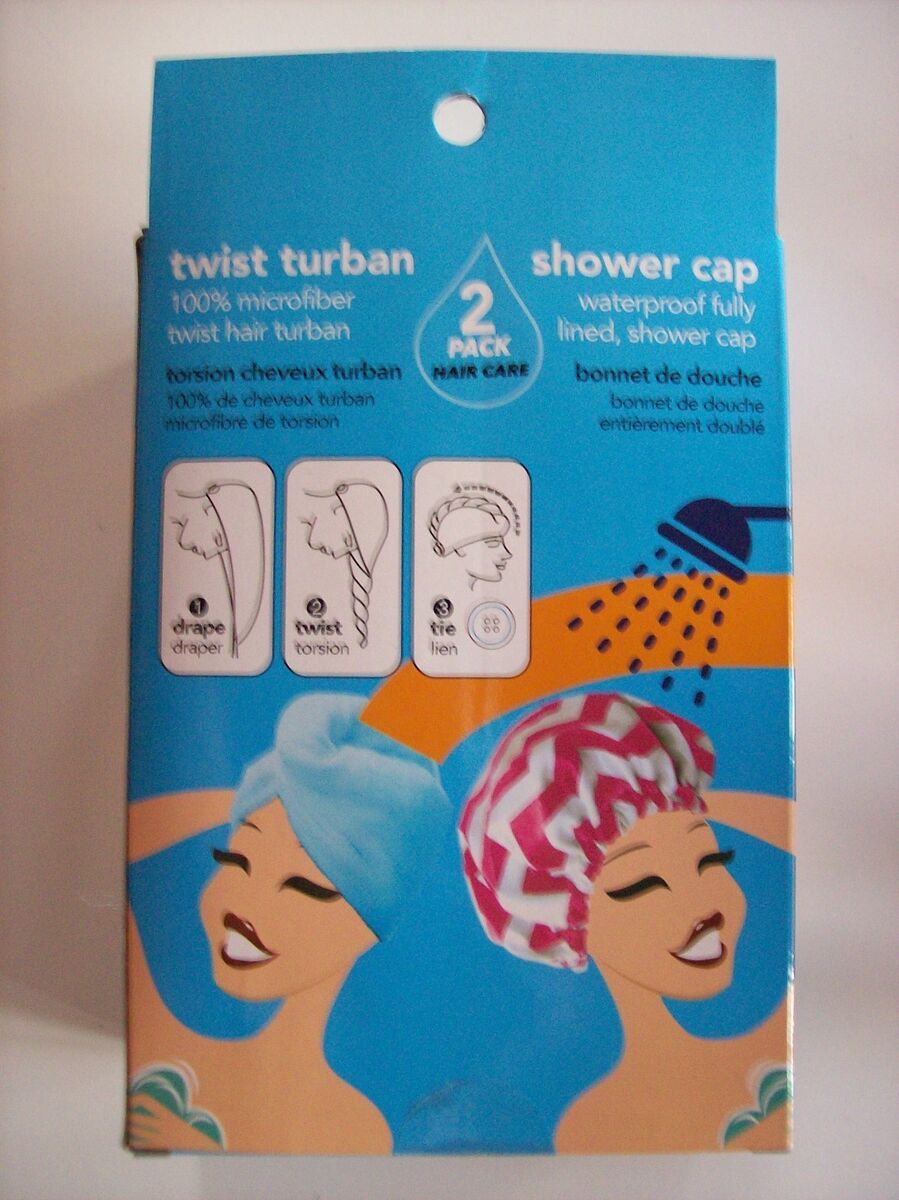 twist turban
100% microfiber
twist hair turban
torsion cheveux turban
100% de cheveux turban
microfibre de torsion
2
PACK
HAIR CARE
shower cap
waterproof fully
lined, shower cap
bonnet de douche
bonnet de douche
entièrement doublé
1
drape
draper
2
twist
torsion
3
tie
lien